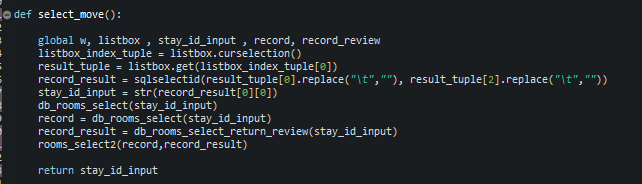 def select_move():
global w, listbox , stay_id_input , record, record_review
listbox_index_tuple = listbox.curselection()
result_tuple = listbox.get(listbox_index_tuple[0])
record_result = sqlselectid(result_tuple[0].replace("\t",""), result_tuple[2].replace("\t",""))
stay_id_input = str(record_result[0][0])
db_rooms_select(stay_id_input)
record = db_rooms_select(stay_id_input)
record_result = db_rooms_select_return_review(stay_id_input)
rooms_select2(record,record_result)
return stay_id_input